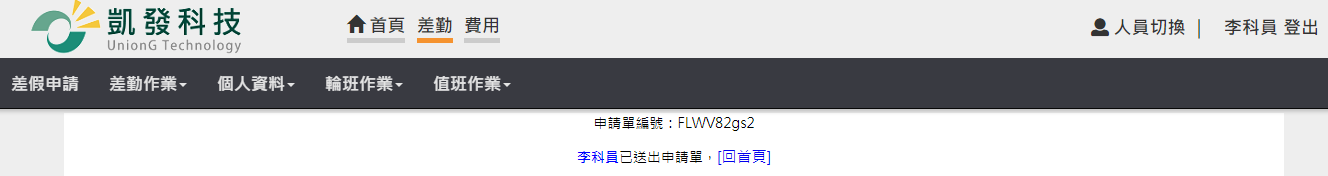 凱發科技
UnionG Technology
首頁 差勤 費用
人員切換 | 李科員 登出
差假申請 差勤作業 個人資料 輪班作業 值班作業
申請單編號：FLWV82gs2
李科員已送出申請單，[回首頁]